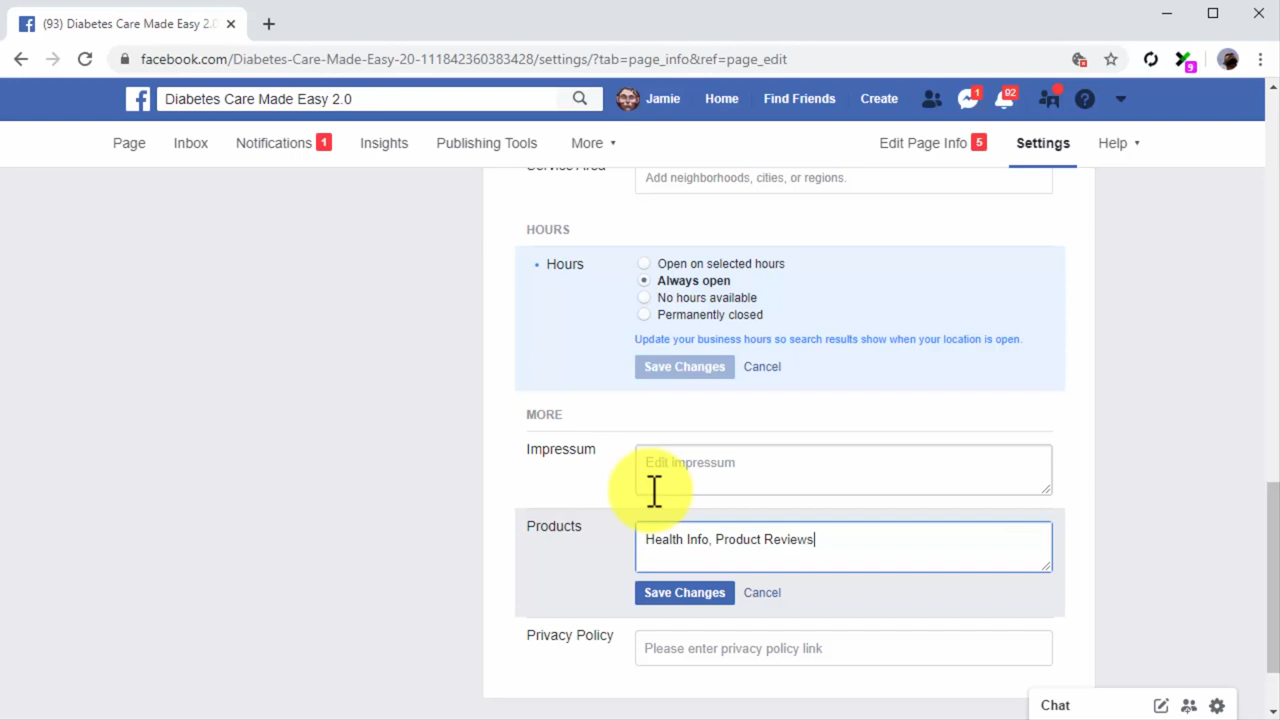 (93) Diabetes Care Made Easy 2.0
facebook.com/Diabetes-Care-Made-Easy-20-111842360383428/settings/?tab=page_info&ref=page_edit
9
Diabetes Care Made Easy 2.0
Jamie
Home
Find Friends
Create
1
92
Page
Inbox
Notifications 1
Insights
Publishing Tools
More
Edit Page Info 5
Settings
Help
Service Area
Add neighborhoods, cities, or regions.
HOURS
Hours
Open on selected hours
Always open
No hours available
Permanently closed
Update your business hours so search results show when your location is open.
Save Changes Cancel
MORE
Impressum
Edit impressum
Products
Health Info, Product Reviews
Save Changes Cancel
Privacy Policy
Please enter privacy policy link
Chat